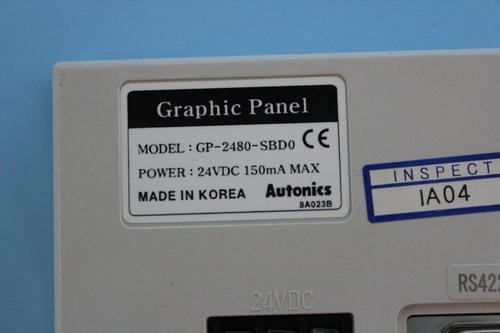 Graphic Panel
MODEL : GP-2480-SBD0 CE
POWER : 24VDC 150mA MAX
MADE IN KOREA Autonics
8A023B
INSPECT
IA04
24VDC
RS422